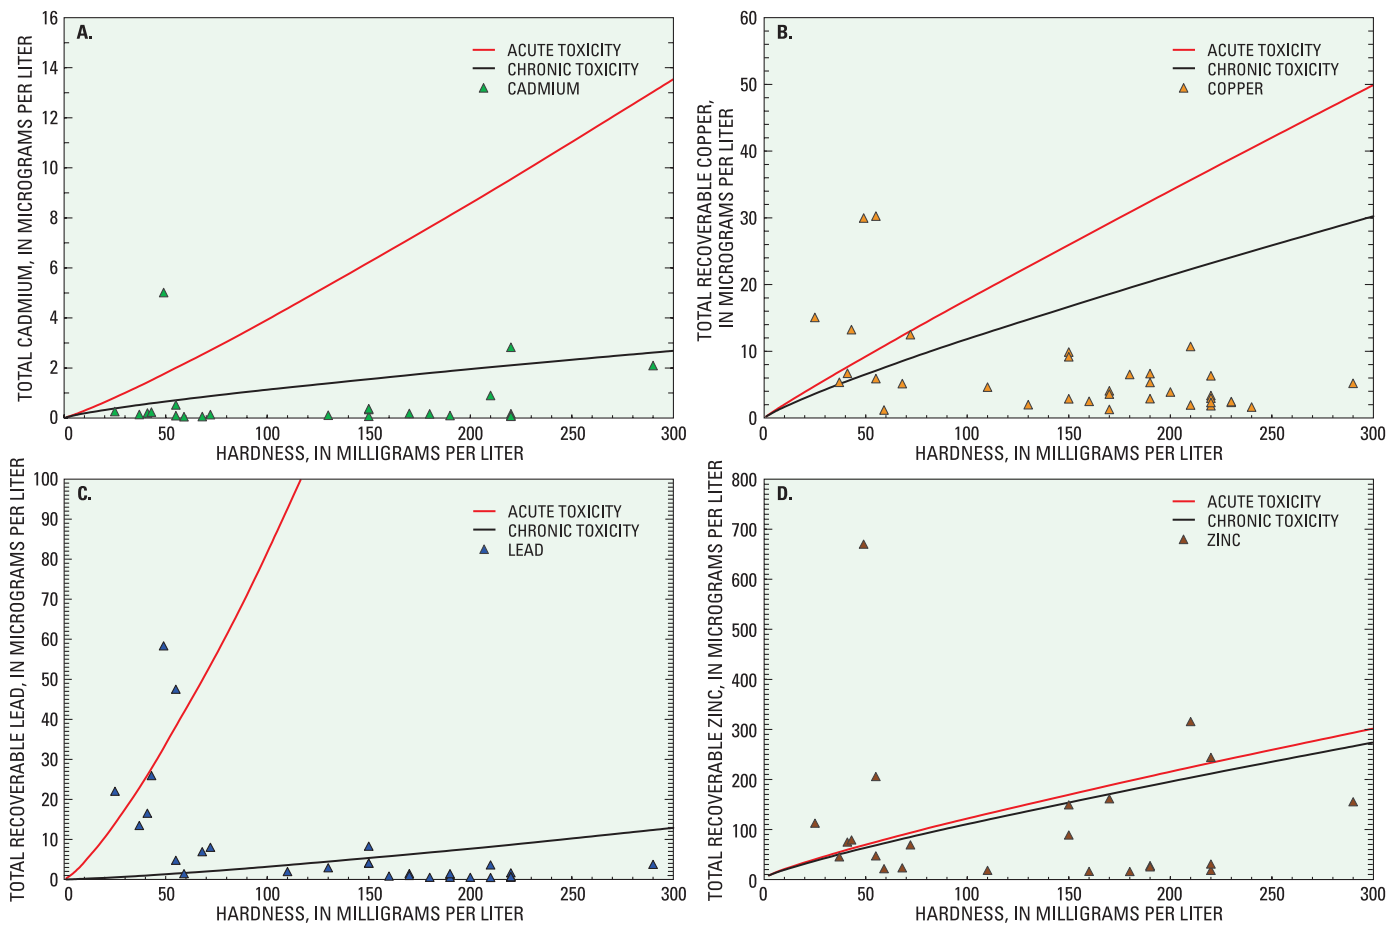 A.
TOTAL CADMIUM, IN MICROGRAMS PER LITER
16
14
12
10
8
6
4
2
0
ACUTE TOXICITY
CHRONIC TOXICITY
CADMIUM
0 50 100 150 200 250 300
HARDNESS, IN MILLIGRAMS PER LITER
B.
TOTAL RECOVERABLE COPPER,
IN MICROGRAMS PER LITER
60
50
40
30
20
10
0
ACUTE TOXICITY
CHRONIC TOXICITY
COPPER
0 50 100 150 200 250 300
HARDNESS, IN MILLIGRAMS PER LITER
C.
TOTAL RECOVERABLE LEAD, IN MICROGRAMS PER LITER
100
90
80
70
60
50
40
30
20
10
0
ACUTE TOXICITY
CHRONIC TOXICITY
LEAD
0 50 100 150 200 250 300
HARDNESS, IN MILLIGRAMS PER LITER
D.
TOTAL RECOVERABLE ZINC, IN MICROGRAMS PER LITER
800
700
600
500
400
300
200
100
0
ACUTE TOXICITY
CHRONIC TOXICITY
ZINC
0 50 100 150 200 250 300
HARDNESS, IN MILLIGRAMS PER LITER